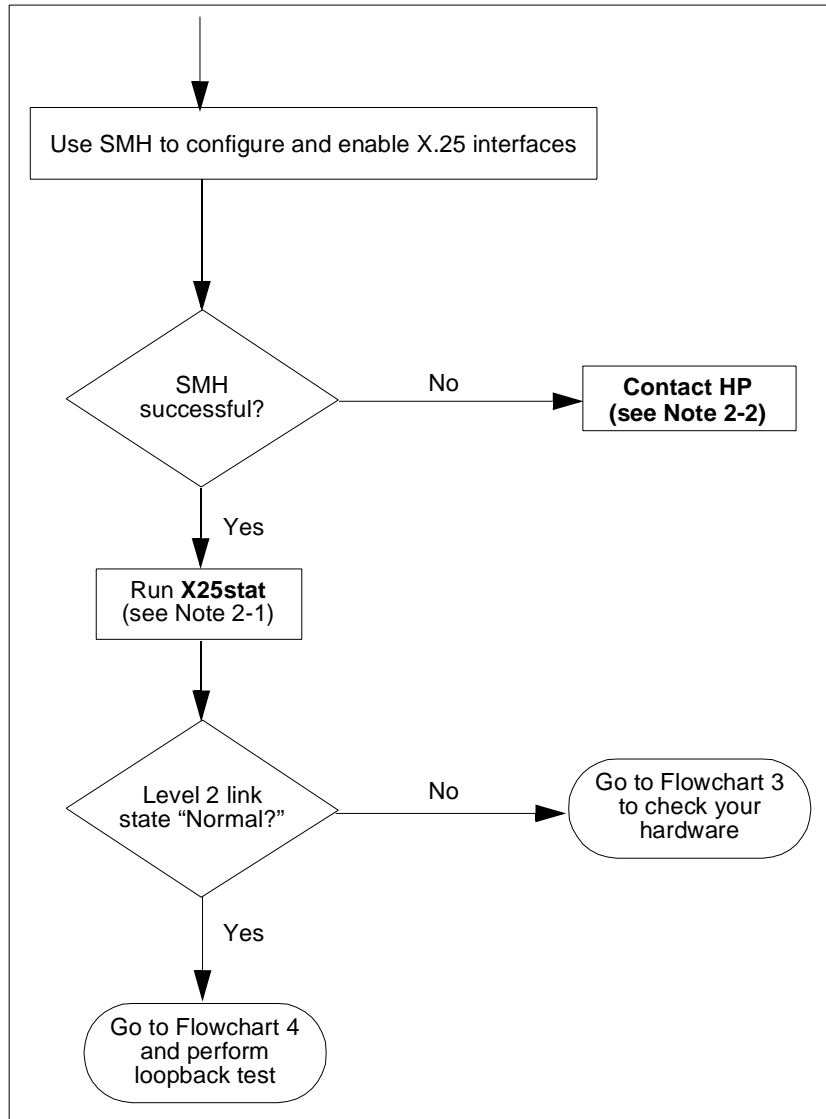 Use SMH to configure and enable X.25 interfaces
SMH
successful?
No
Contact HP
(see Note 2-2)
Yes
Run X25stat
(see Note 2-1)
Level 2 link
state “Normal?”
No
Go to Flowchart 3
to check your
hardware
Yes
Go to Flowchart 4
and perform
loopback test